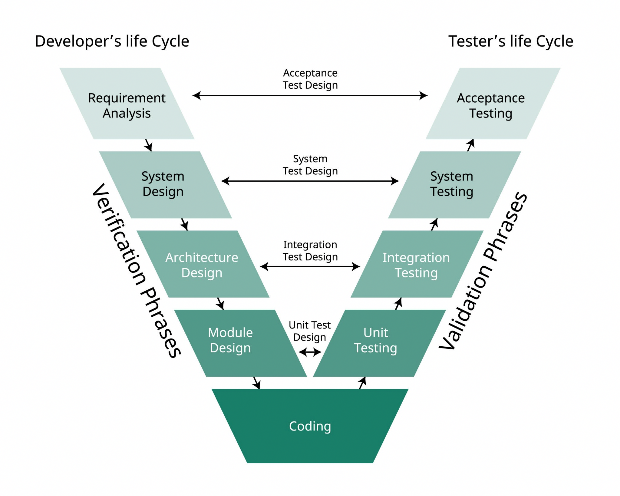 Developer's life Cycle
Tester's life Cycle
Requirement
Analysis
Acceptance
Test Design
Acceptance
Testing
System
Design
System
Test Design
System
Testing
Architecture
Design
Integration
Test Design
Integration
Testing
Module
Design
Unit Test
Design
Unit
Testing
Coding
Verification Phrases
Validation Phrases